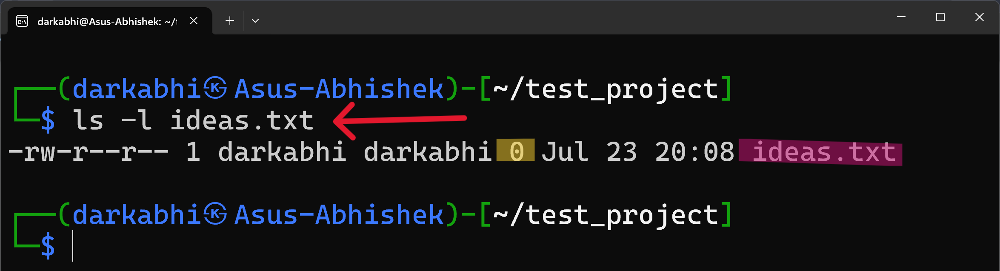 darkabhi@Asus-Abhishek: ~/t
┌──(darkabhi㉿Asus-Abhishek)-[~/test_project]
└─$ ls -l ideas.txt
-rw-r--r-- 1 darkabhi darkabhi 0 Jul 23 20:08 ideas.txt
┌──(darkabhi㉿Asus-Abhishek)-[~/test_project]
└─$